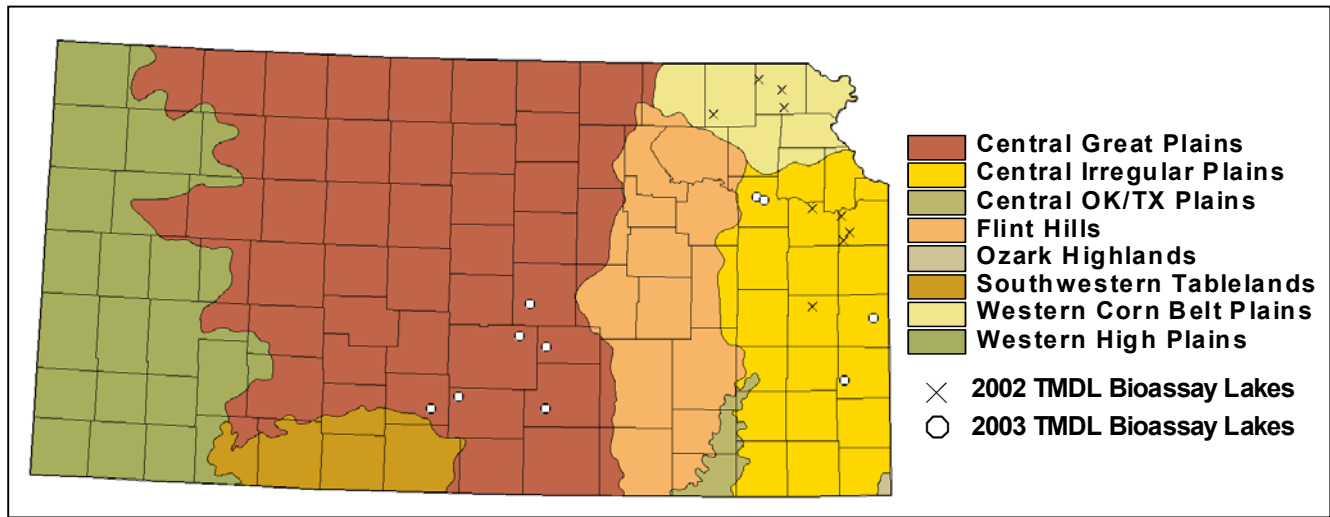 Central Great Plains
Central Irregular Plains
Central OK/TX Plains
Flint Hills
Ozark Highlands
Southwestern Tablelands
Western Corn Belt Plains
Western High Plains
2002 TMDL Bioassay Lakes
2003 TMDL Bioassay Lakes